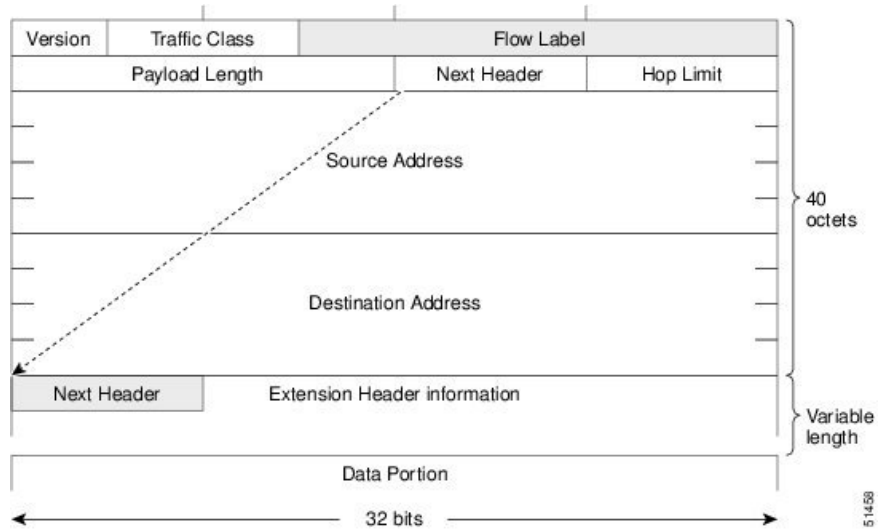 Version Traffic Class Flow Label
Payload Length Next Header Hop Limit
Source Address
40
octets
Destination Address
Next Header Extension Header information
Variable
length
Data Portion
32 bits
51458